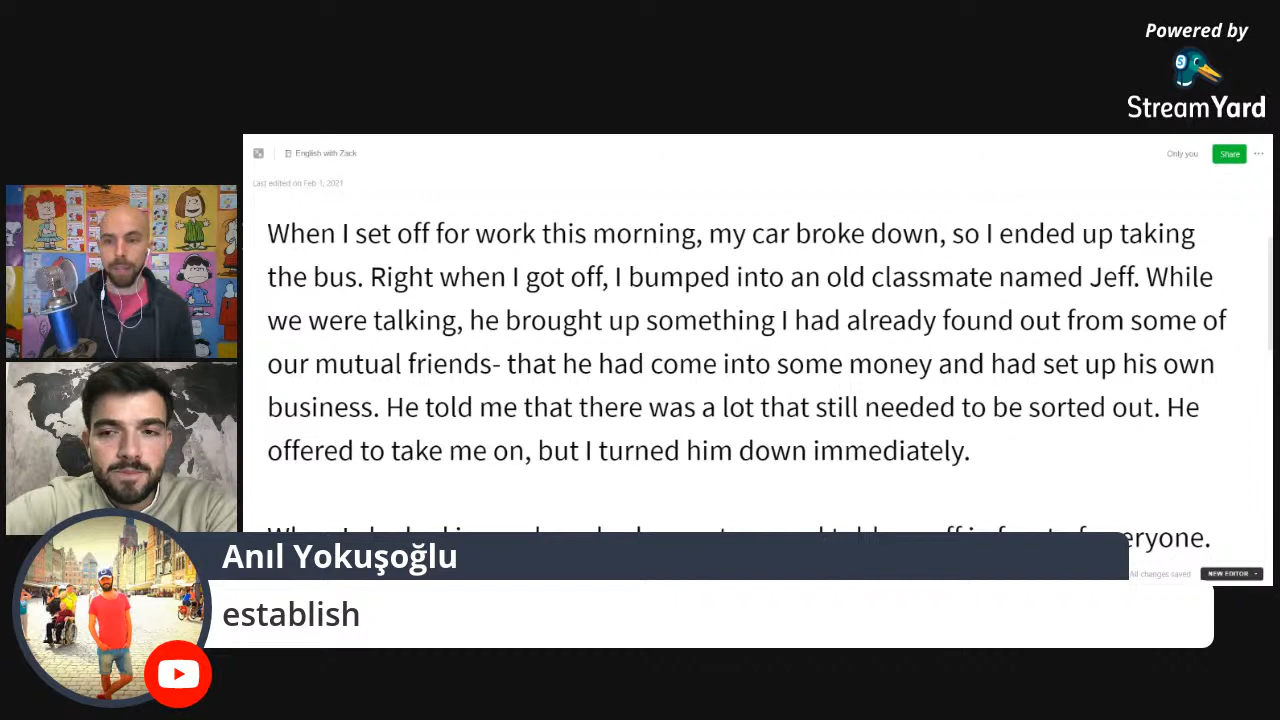 Powered by
StreamYard
English with Zack
Only you
Share
Last edited on Feb 1, 2021
When I set off for work this morning, my car broke down, so I ended up taking
the bus. Right when I got off, I bumped into an old classmate named Jeff. While
we were talking, he brought up something I had already found out from some of
our mutual friends- that he had come into some money and had set up his own
business. He told me that there was a lot that still needed to be sorted out. He
offered to take me on, but I turned him down immediately.
All changes saved
NEW EDITOR
Anıl Yokuşoğlu
establish